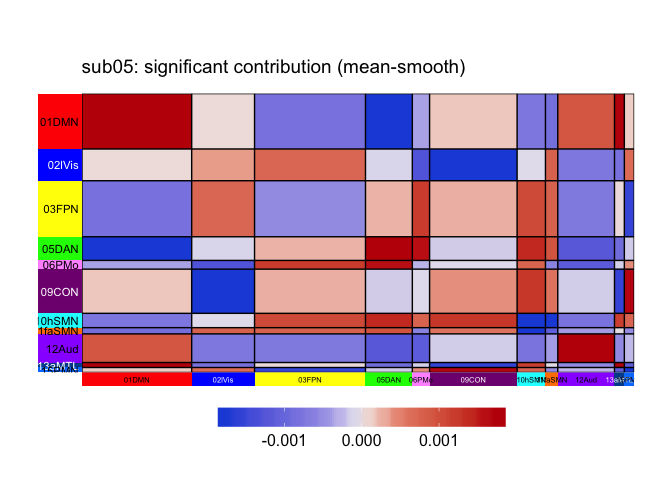 sub05: significant contribution (mean-smooth)
01DMN
02lVis
03FPN
05DAN
06PMo
09CON
10hSMN
12Aud
01DMN
02lVis
03FPN
05DAN
06PMo
09CON
10hSMN
12Aud
-0.001 0.000 0.001